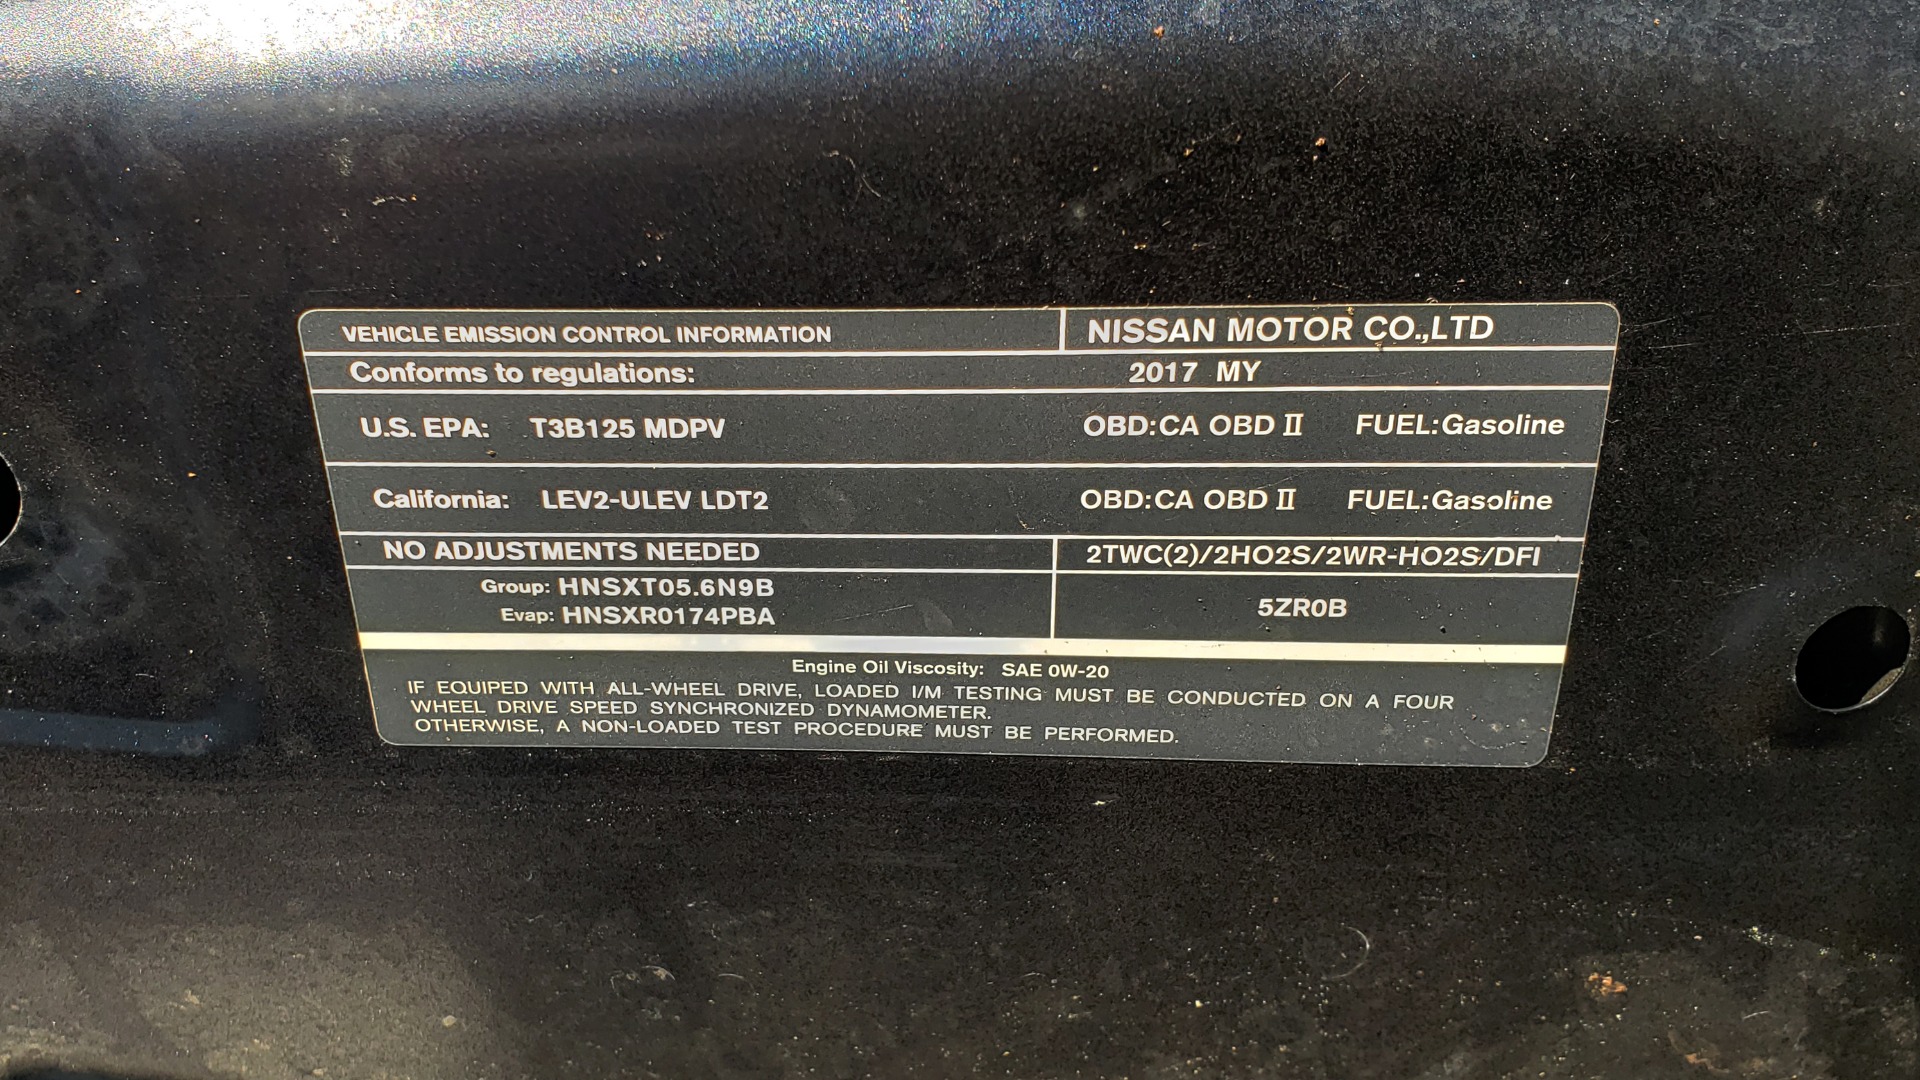 VEHICLE EMISSION CONTROL INFORMATION NISSAN MOTOR CO.,LTD
Conforms to regulations: 2017 MY
U.S. EPA: T3B125 MDPV OBD:CA OBD II FUEL:Gasoline
California: LEV2-ULEV LDT2 OBD:CA OBD II FUEL:Gasoline
NO ADJUSTMENTS NEEDED 2TWC(2)/2HO2S/2WR-HO2S/DFI
Group: HNSXT05.6N9B
Evap: HNSXR0174PBA
5ZR0B
Engine Oil Viscosity: SAE 0W-20
IF EQUIPED WITH ALL-WHEEL DRIVE, LOADED I/M TESTING MUST BE CONDUCTED ON A FOUR
WHEEL DRIVE SPEED SYNCHRONIZED DYNAMOMETER.
OTHERWISE, A NON-LOADED TEST PROCEDURE MUST BE PERFORMED.